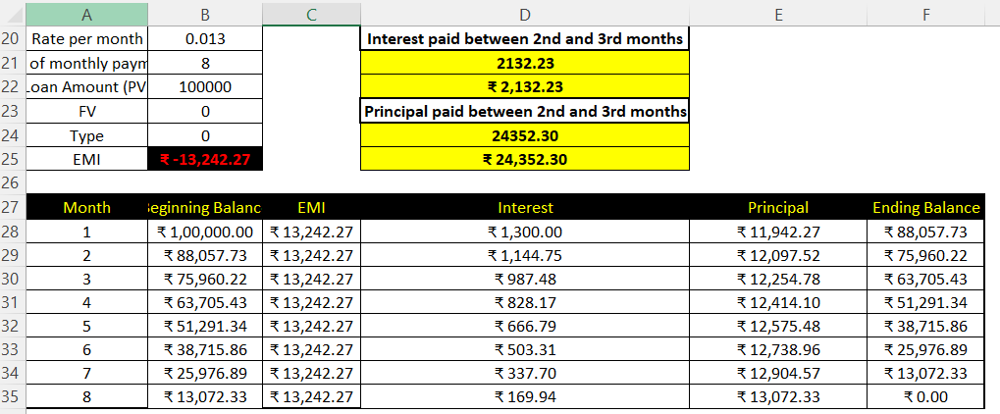 A B C D E F
20 Rate per month 0.013 Interest paid between 2nd and 3rd months
21 of monthly paym 8 2132.23
22 Loan Amount (PV 100000 ₹ 2,132.23
23 FV 0 Principal paid between 2nd and 3rd months
24 Type 0 24352.30
25 EMI ₹ -13,242.27 ₹ 24,352.30
26
27 Month Beginning Balanc EMI Interest Principal Ending Balance
28 1 ₹ 1,00,000.00 ₹ 13,242.27 ₹ 1,300.00 ₹ 11,942.27 ₹ 88,057.73
29 2 ₹ 88,057.73 ₹ 13,242.27 ₹ 1,144.75 ₹ 12,097.52 ₹ 75,960.22
30 3 ₹ 75,960.22 ₹ 13,242.27 ₹ 987.48 ₹ 12,254.78 ₹ 63,705.43
31 4 ₹ 63,705.43 ₹ 13,242.27 ₹ 828.17 ₹ 12,414.10 ₹ 51,291.34
32 5 ₹ 51,291.34 ₹ 13,242.27 ₹ 666.79 ₹ 12,575.48 ₹ 38,715.86
33 6 ₹ 38,715.86 ₹ 13,242.27 ₹ 503.31 ₹ 12,738.96 ₹ 25,976.89
34 7 ₹ 25,976.89 ₹ 13,242.27 ₹ 337.70 ₹ 12,904.57 ₹ 13,072.33
35 8 ₹ 13,072.33 ₹ 13,242.27 ₹ 169.94 ₹ 13,072.33 ₹ 0.00